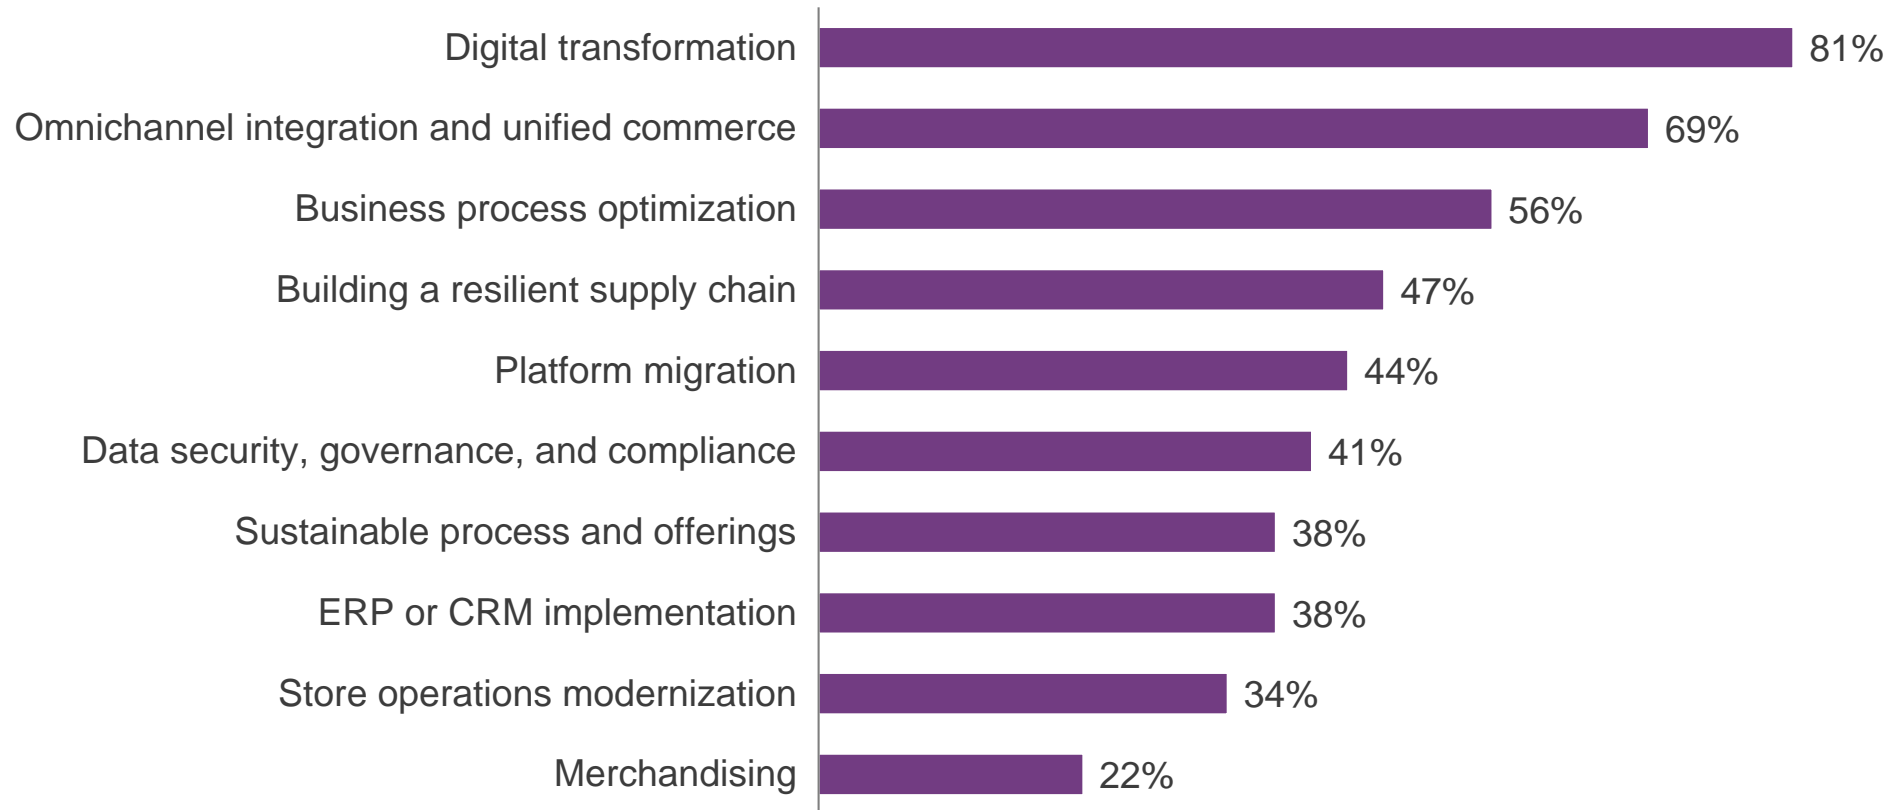 Digital transformation 81%
Omnichannel integration and unified commerce 69%
Business process optimization 56%
Building a resilient supply chain 47%
Platform migration 44%
Data security, governance, and compliance 41%
Sustainable process and offerings 38%
ERP or CRM implementation 38%
Store operations modernization 34%
Merchandising 22%